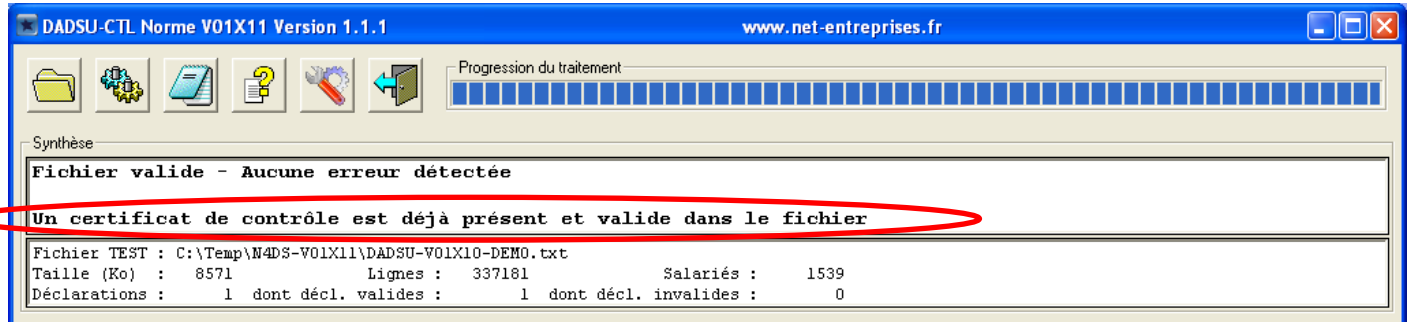 DADSU-CTL Norme V01X11 Version 1.1.1 www.net-entreprises.fr
Progression du traitement
Synthèse
Fichier valide - Aucune erreur détectée
Un certificat de contrôle est déjà présent et valide dans le fichier
Fichier TEST : C:\Temp\N4DS-V01X11\DADSU-V01X10-DEMO.txt
Taille (Ko) : 8571 Lignes : 337181 Salariés : 1539
Déclarations : 1 dont décl. valides : 1 dont décl. invalides : 0